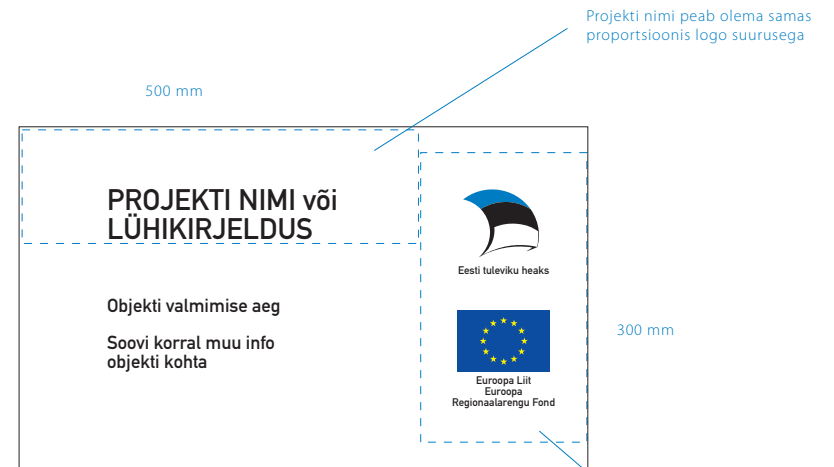 Projekti nimi peab olema samas
proportsioonis logo suurusega
500 mm
PROJEKTI NIMI või
LÜHIKIRJELDUS
Eesti tuleviku heaks
Objekti valmimise aeg
Soovi korral muu info
objekti kohta
300 mm
Euroopa Liit
Euroopa
Regionaalarengu Fond